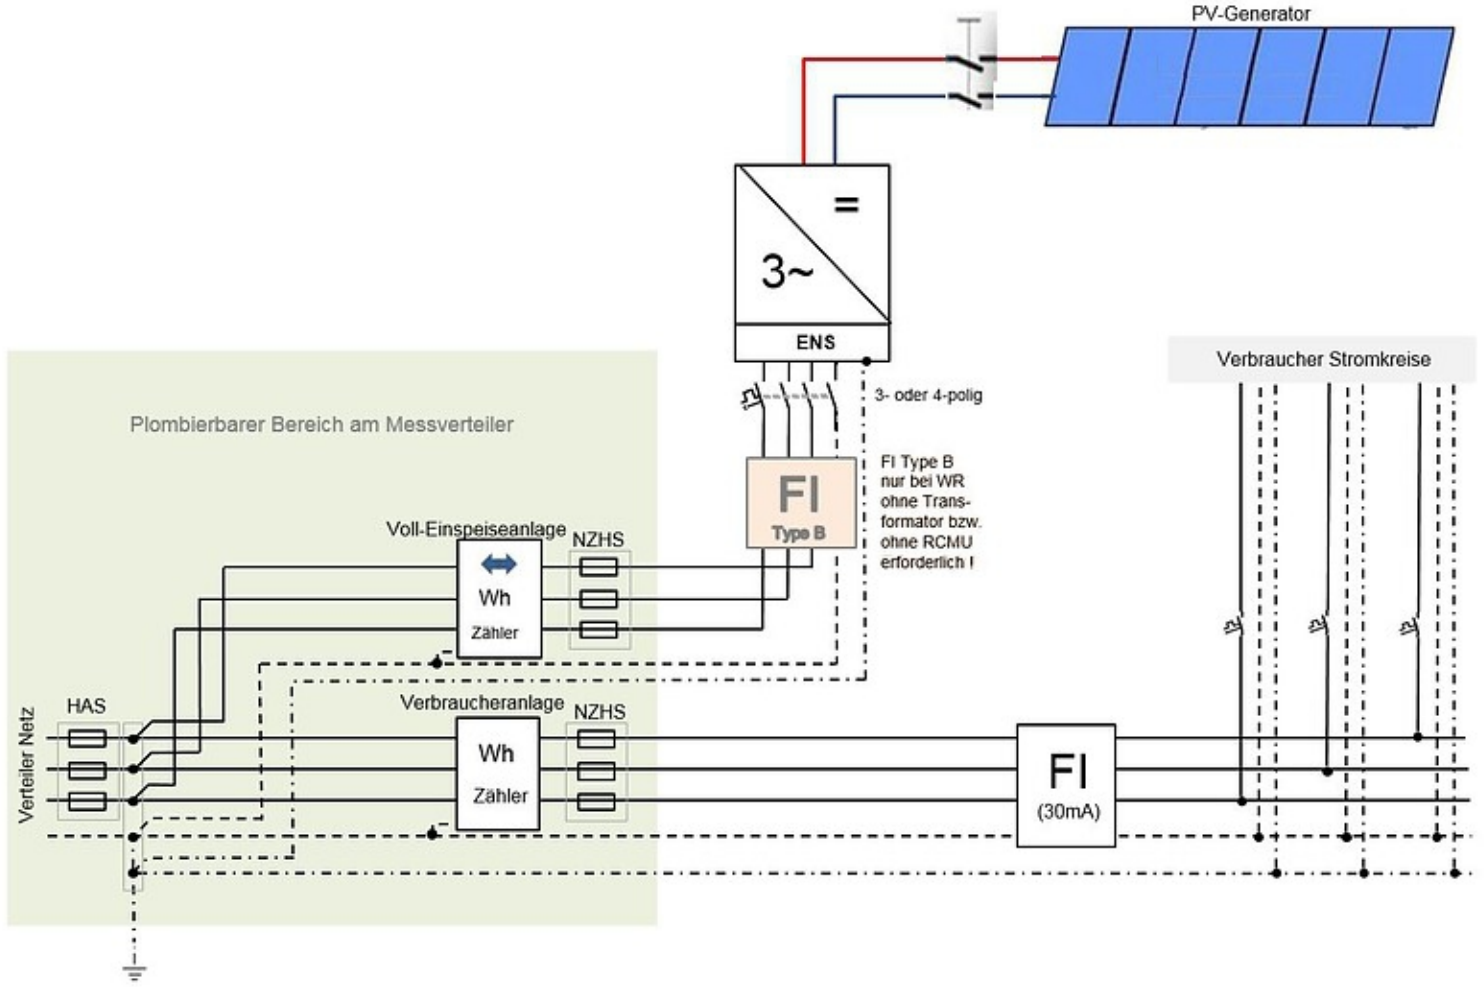 PV-Generator
=
3~
ENS
Verbraucher Stromkreise
3- oder 4-polig
Plombierbarer Bereich am Messverteiler
FI Type B
nur bei WR
ohne Trans-
formator bzw.
ohne RCMU
erforderlich !
FI
Type B
Voll-Einspeiseanlage
NZHS
Wh
Zähler
HAS
Verbraucheranlage
NZHS
Verteiler Netz
Wh
Zähler
FI
(30mA)